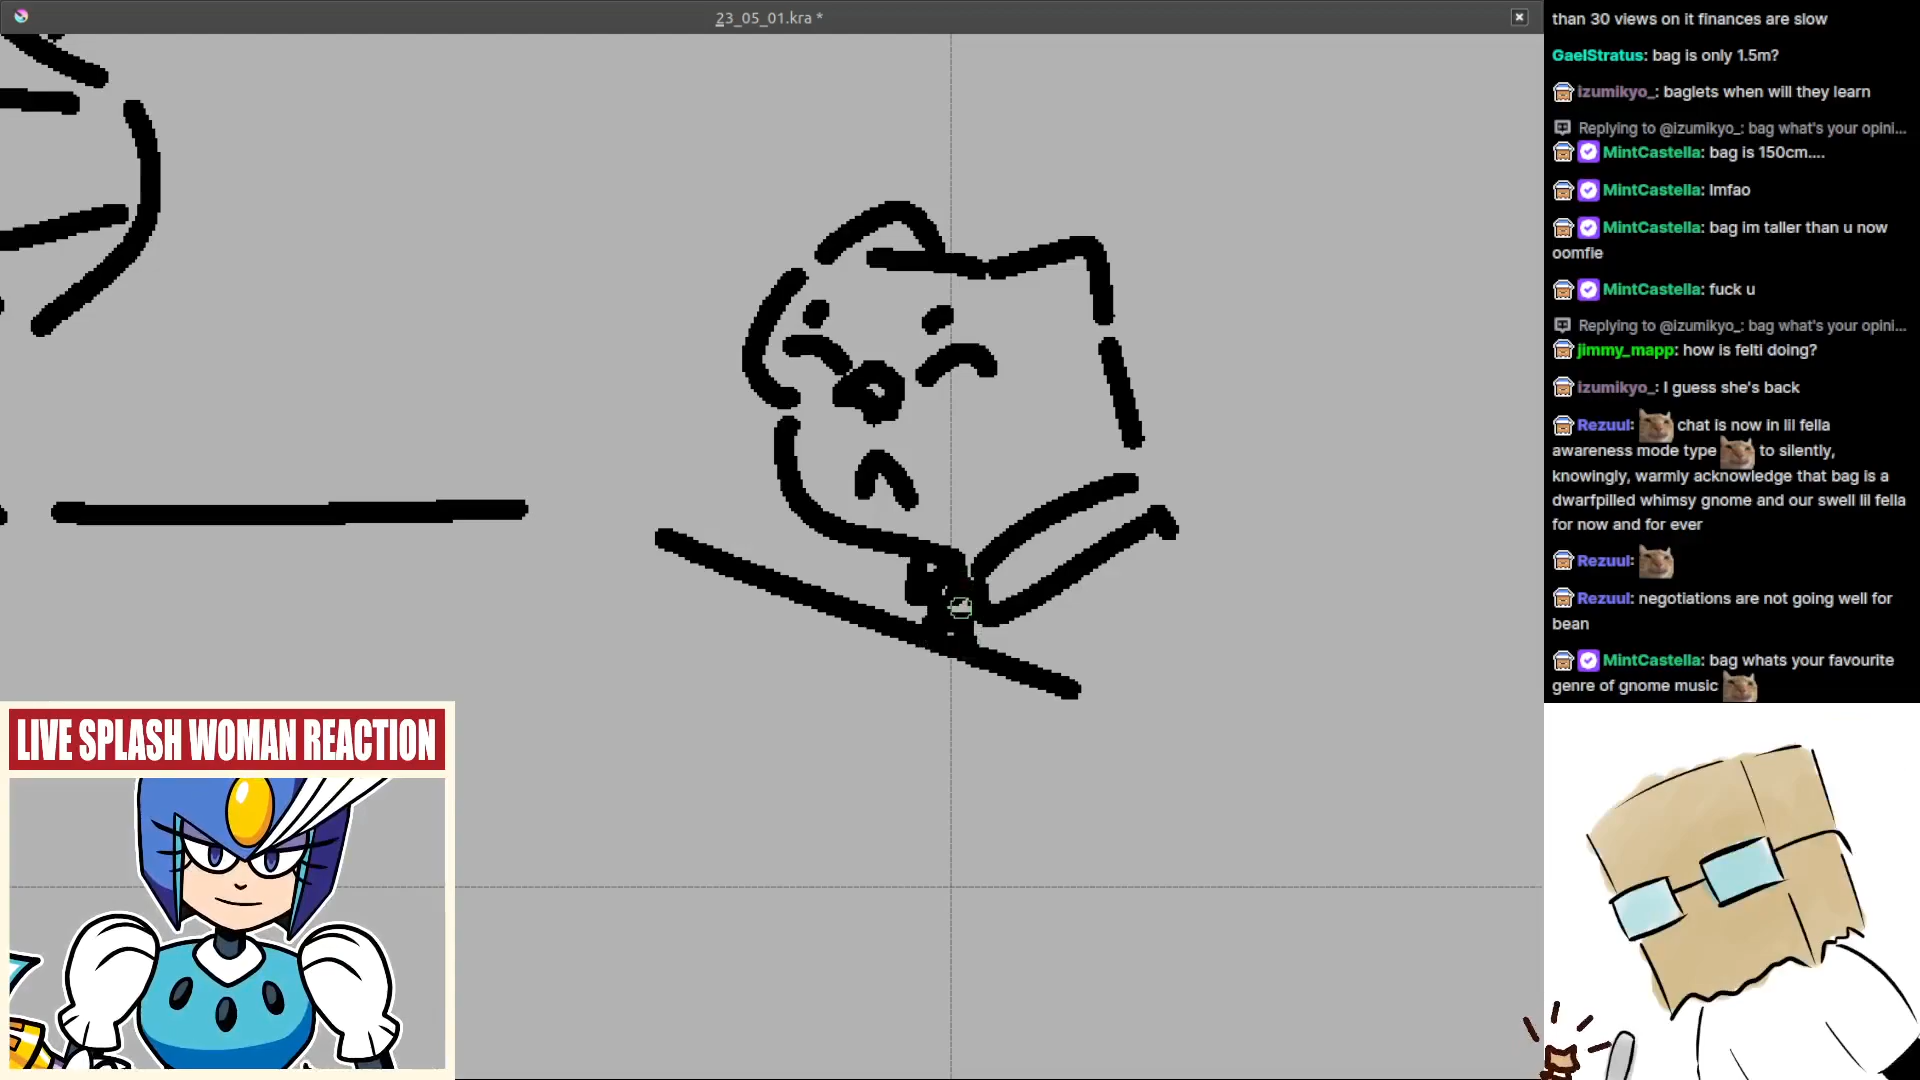 23_05_01.kra *
than 30 views on it finances are slow
GaelStratus: bag is only 1.5m?
izumikyo_: baglets when will they learn
Replying to @izumikyo_: bag what's your opini...
MintCastella: bag is 150cm....
MintCastella: lmfao
MintCastella: bag im taller than u now
oomfie
MintCastella: fuck u
Replying to @izumikyo_: bag what's your opini...
jimmy_mapp: how is felti doing?
izumikyo_: I guess she's back
Rezuul: chat is now in lil fella
awareness mode type to silently,
knowingly, warmly acknowledge that bag is a
dwarfpilled whimsy gnome and our swell lil fella
for now and for ever
Rezuul:
Rezuul: negotiations are not going well for
bean
MintCastella: bag whats your favourite
genre of gnome music
LIVE SPLASH WOMAN REACTION